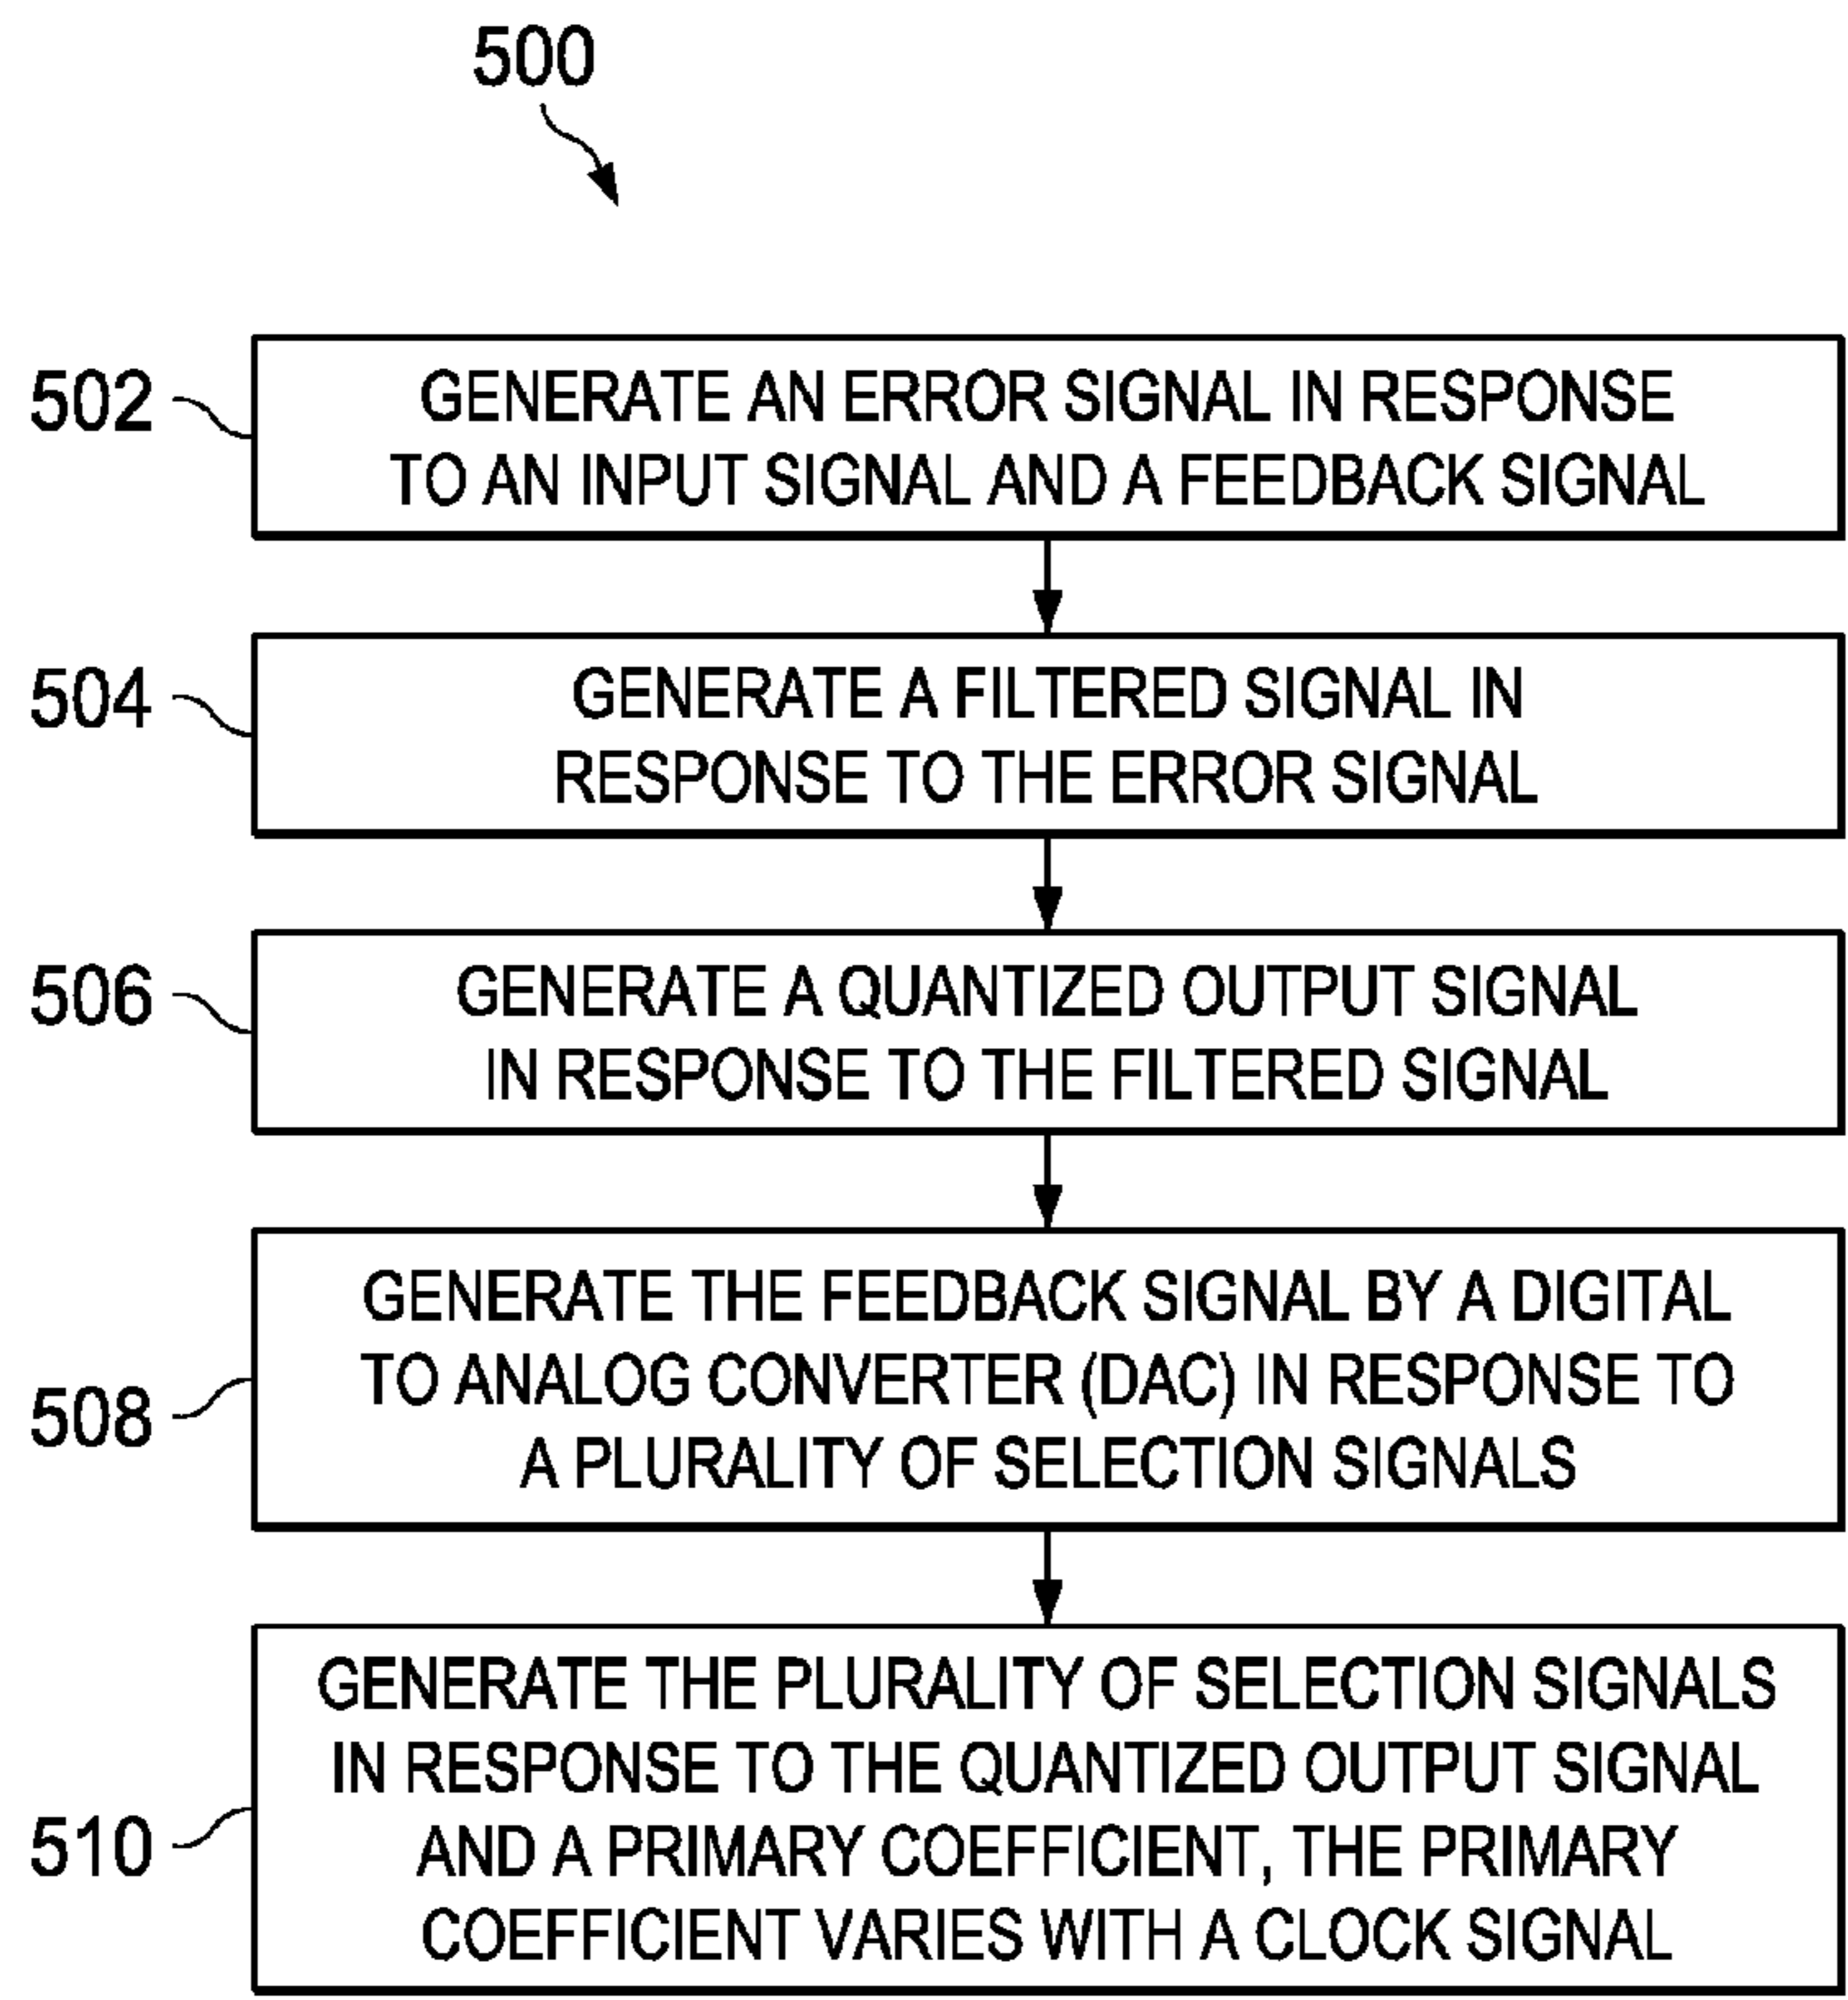 500
502
GENERATE AN ERROR SIGNAL IN RESPONSE
TO AN INPUT SIGNAL AND A FEEDBACK SIGNAL
504
GENERATE A FILTERED SIGNAL IN
RESPONSE TO THE ERROR SIGNAL
506
GENERATE A QUANTIZED OUTPUT SIGNAL
IN RESPONSE TO THE FILTERED SIGNAL
508
GENERATE THE FEEDBACK SIGNAL BY A DIGITAL
TO ANALOG CONVERTER (DAC) IN RESPONSE TO
A PLURALITY OF SELECTION SIGNALS
510
GENERATE THE PLURALITY OF SELECTION SIGNALS
IN RESPONSE TO THE QUANTIZED OUTPUT SIGNAL
AND A PRIMARY COEFFICIENT, THE PRIMARY
COEFFICIENT VARIES WITH A CLOCK SIGNAL